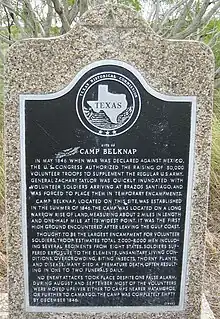 TEXAS HISTORICAL COMMISSION
TEXAS
SITE OF
CAMP BELKNAP
IN MAY 1846 WHEN WAR WAS DECLARED AGAINST MEXICO,
THE U.S. CONGRESS AUTHORIZED THE RAISING OF 50,000
VOLUNTEER TROOPS TO SUPPLEMENT THE REGULAR U.S. ARMY.
GENERAL ZACHARY TAYLOR WAS QUICKLY INUNDATED WITH
VOLUNTEER SOLDIERS ARRIVING AT BRAZOS SANTIAGO, AND
WAS FORCED TO PLACE THEM IN TEMPORARY ENCAMPMENTS.
CAMP BELKNAP, LOCATED ON THIS SITE, WAS ESTABLISHED
IN THE SUMMER OF 1846. THE CAMP WAS LOCATED ON A LONG
NARROW RISE OF LAND, MEASURING ABOUT 2 MILES IN LENGTH
AND ONE-HALF MILE AT ITS WIDEST POINT. IT WAS THE FIRST
HIGH GROUND ENCOUNTERED AFTER LEAVING THE GULF COAST.
THOUGHT TO BE THE LARGEST ENCAMPMENT FOR VOLUNTEER
SOLDIERS, TROOP ESTIMATES TOTAL 7,000-8,000 MEN INCLUD-
ING SEVERAL REGIMENTS FROM EIGHT STATES. SOLDIERS SUF-
FERED EXPOSURE TO THE ELEMENTS, UNSANITARY LIVING CON-
DITIONS, OVERCROWDING, BITING INSECTS, THORNY PLANTS,
AND DISEASE. MANY DIED A PREMATURE DEATH, OFTEN RESULT-
ING IN ONE TO TWO FUNERALS DAILY.
NO ENEMY ATTACKS TOOK PLACE DESPITE ONE FALSE ALARM.
DURING AUGUST AND SEPTEMBER MOST OF THE VOLUNTEERS
WERE MOVED UPRIVER EITHER TO CAMPS NEARER MATAMOROS,
OR BEYOND TO CAMARGO. THE CAMP WAS COMPLETELY EMPTY
BY DECEMBER 1846.